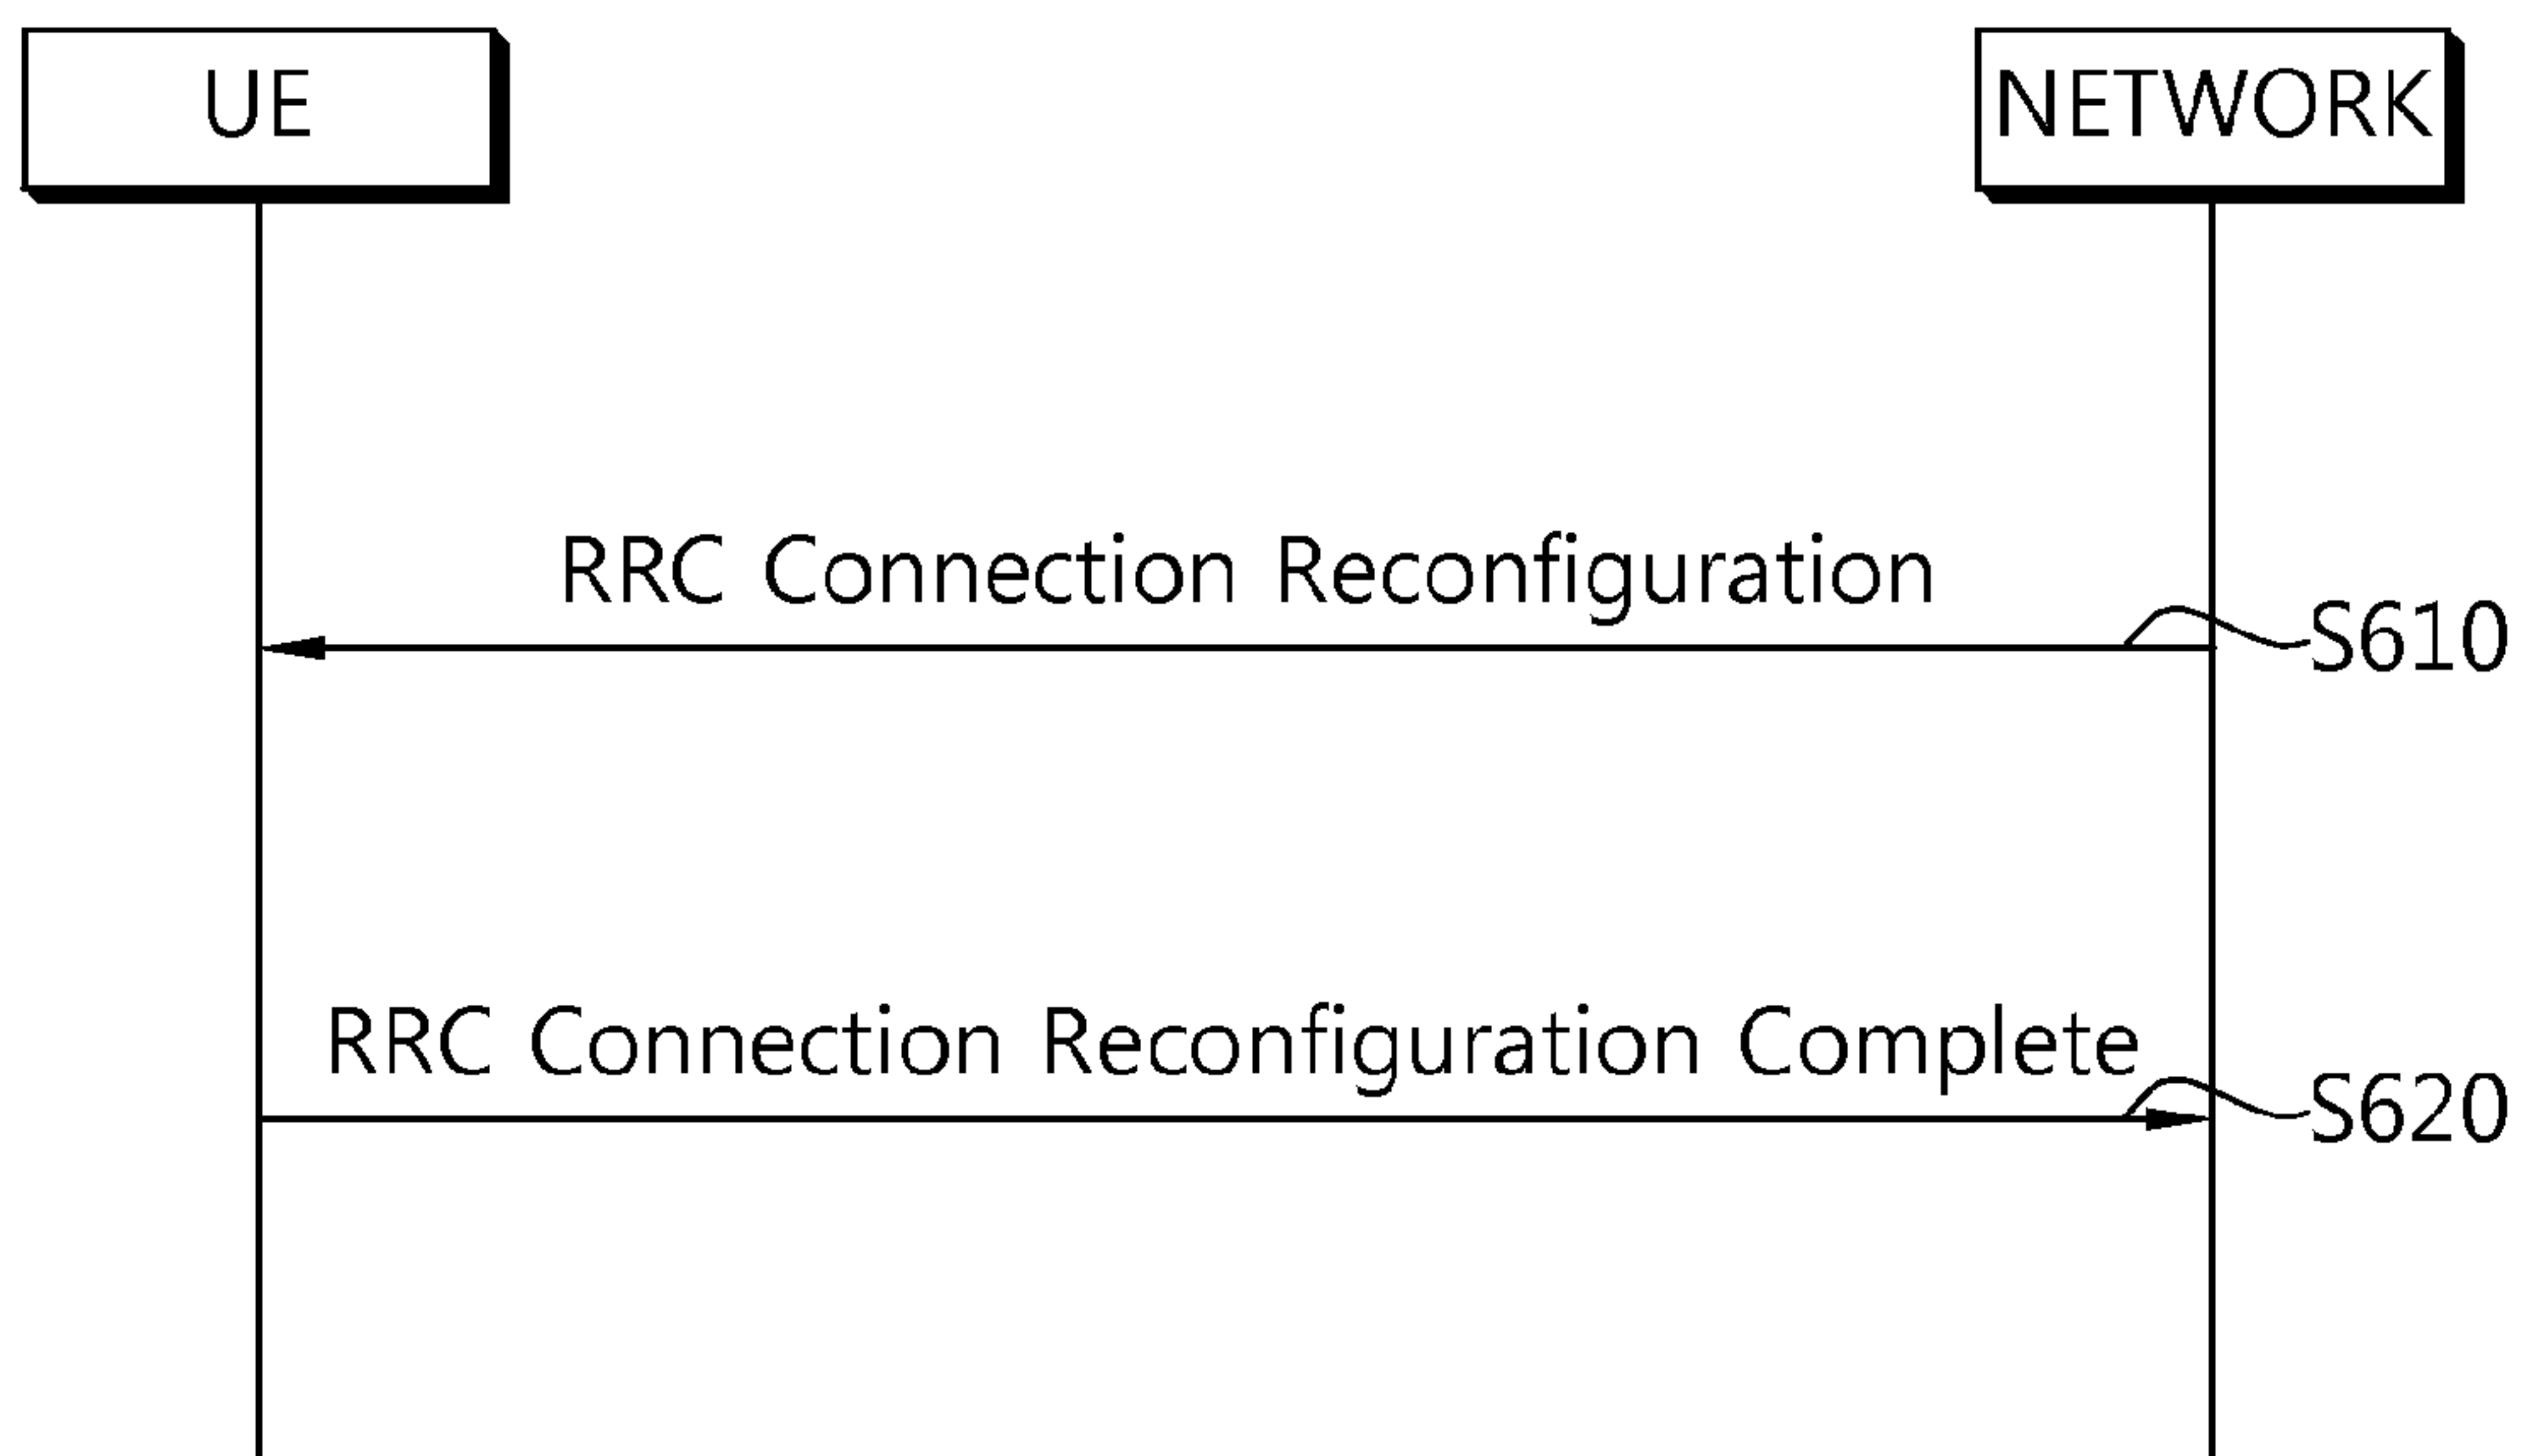 UE
NETWORK
RRC Connection Reconfiguration
S610
RRC Connection Reconfiguration Complete
S620